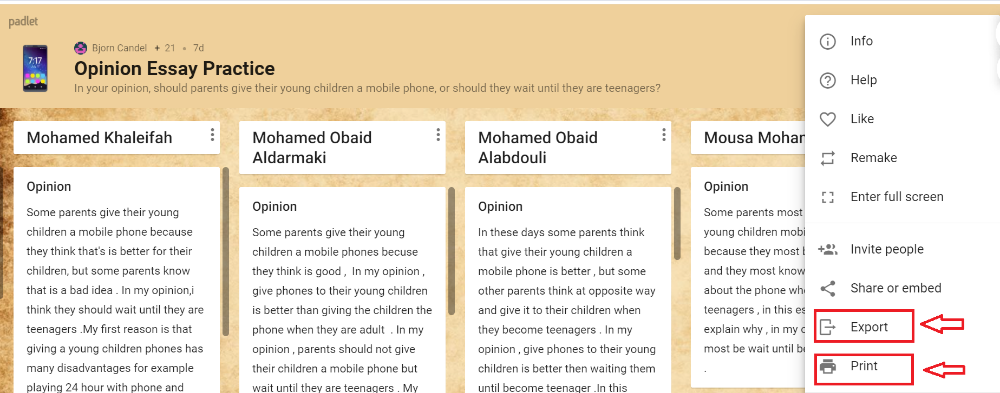 padlet
7:17
Bjorn Candel + 21 • 7d
Opinion Essay Practice
In your opinion, should parents give their young children a mobile phone, or should they wait until they are teenagers?
Mohamed Khaleifah
Opinion
Some parents give their young
children a mobile phone because
they think that's is better for their
children, but some parents know
that is a bad idea . In my opinion,i
think they should wait until they are
teenagers .My first reason is that
giving a young children phones has
many disadvantages for example
playing 24 hour with phone and
Mohamed Obaid
Aldarmaki
Opinion
Some parents give their young
children a mobile phones becuse
they think is good ,  In my opinion ,
give phones to their young children
is better than giving the children the
phone when they are adult  . In my
opinion , parents should not give
their children a mobile phone but
wait until they are teenagers . My
Mohamed Obaid
Alabdouli
Opinion
In these days some parents think
that give their young children a
mobile phone is better , but some
other parents think at opposite way
and give it to their children when
they become teenagers . In my
opinion , give phones to their young
children is better then waiting them
until become teenager .In this
Mousa Mohan
Opinion
Some parents most
young children mobi
because they most
and they most know
about the phone wh
teenagers , in this es
explain why , in my
most be wait until be
.
Info
Help
Like
Remake
Enter full screen
Invite people
Share or embed
Export
Print